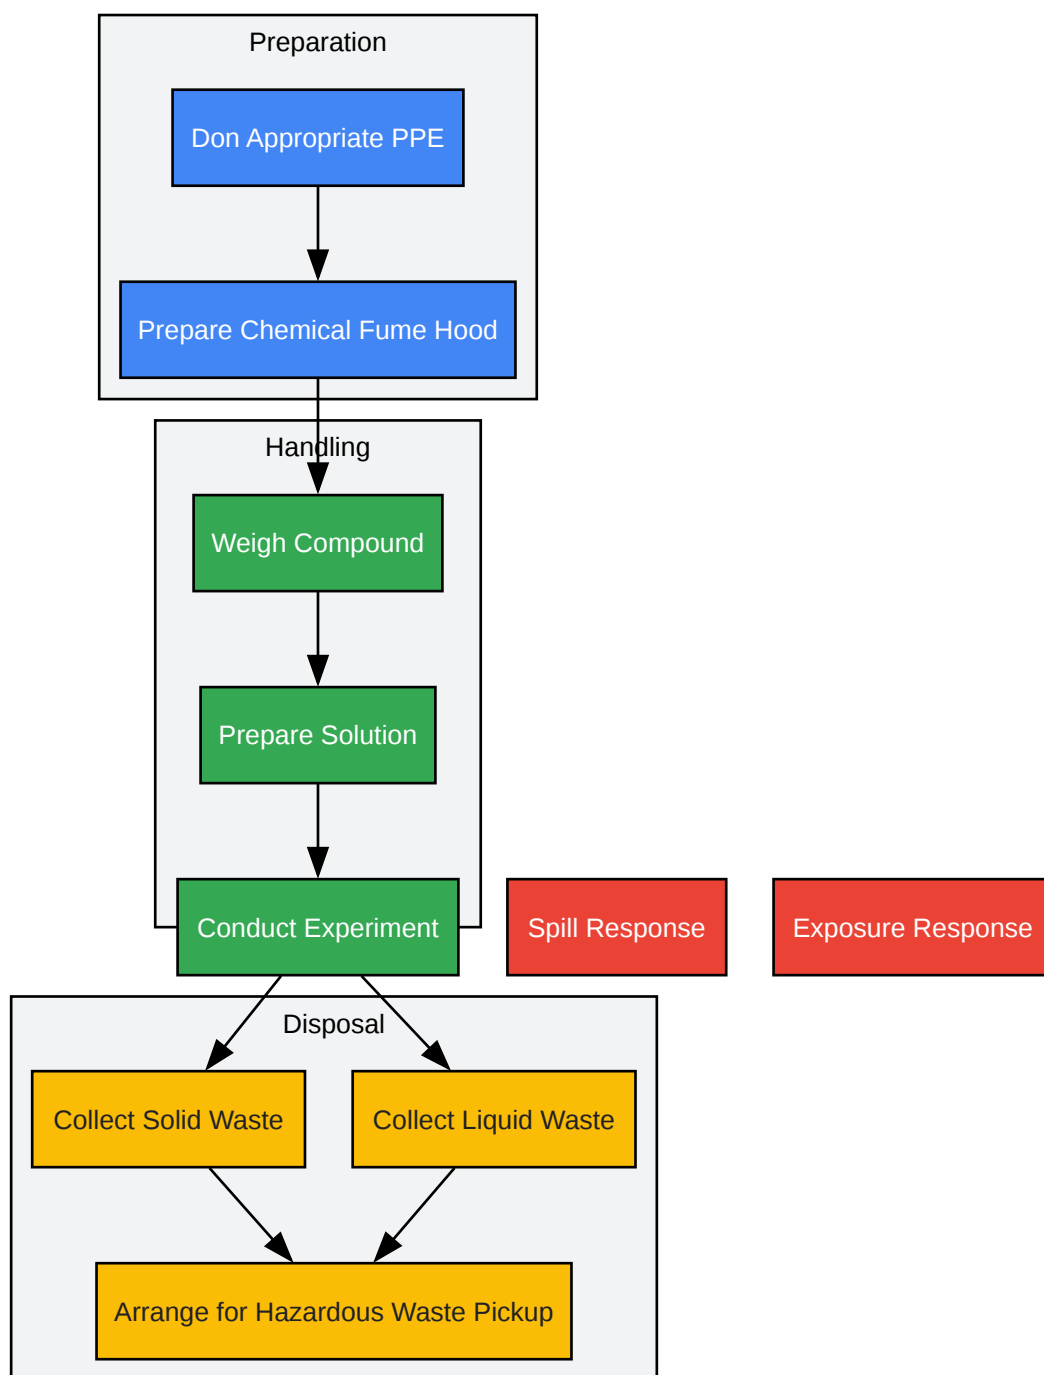 Preparation
Don Appropriate PPE
Prepare Chemical Fume Hood
Handling
Weigh Compound
Prepare Solution
Conduct Experiment
Spill Response
Exposure Response
Disposal
Collect Solid Waste
Collect Liquid Waste
Arrange for Hazardous Waste Pickup